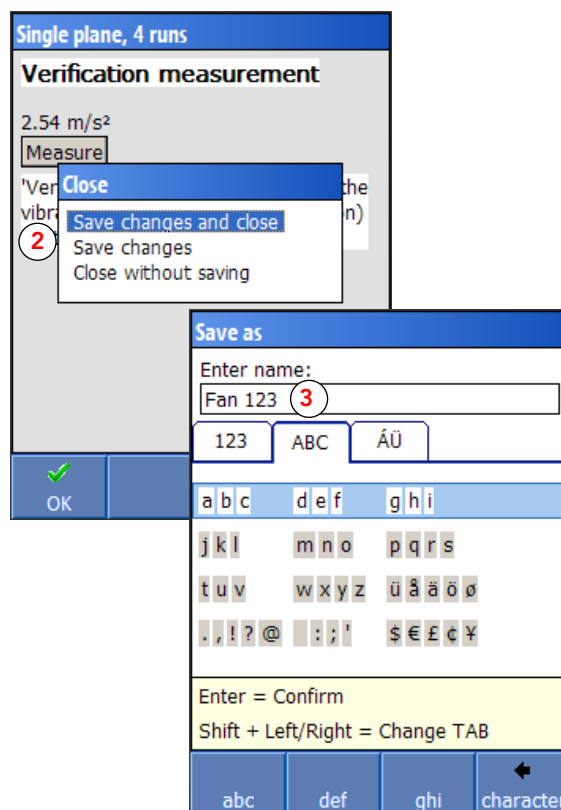 Single plane, 4 runs
Verification measurement
2.54 m/s²
Measure
'Ver
the
vibr
n)
Close
Save changes and close
2
Save changes
Close without saving
OK
Save as
Enter name:
Fan 123
3
123
ABC
ÁÜ
a b c d e f g h i
j k l m n o p q r s
t u v w x y z ü å ä ö ø
. , ! ? @ : ; ' $ € £ ¢ ¥
Enter = Confirm
Shift + Left/Right = Change TAB
abc
def
ghi
character